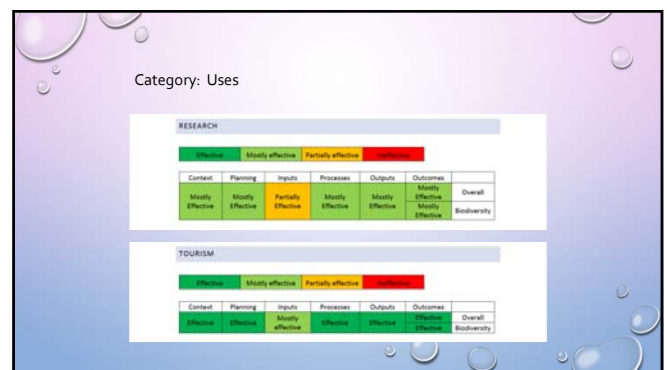 Category: Uses
RESEARCH
Effective Mostly effective Partially effective Ineffective
Context Planning Inputs Processes Outputs Outcomes
Mostly Effective Mostly Effective Partially Effective Mostly Effective Mostly Effective Mostly Effective Overall
Mostly Effective Biodiversity
TOURISM
Effective Mostly effective Partially effective Ineffective
Context Planning Inputs Processes Outputs Outcomes
Effective Effective Mostly effective Effective Effective Effective Overall
Effective Biodiversity